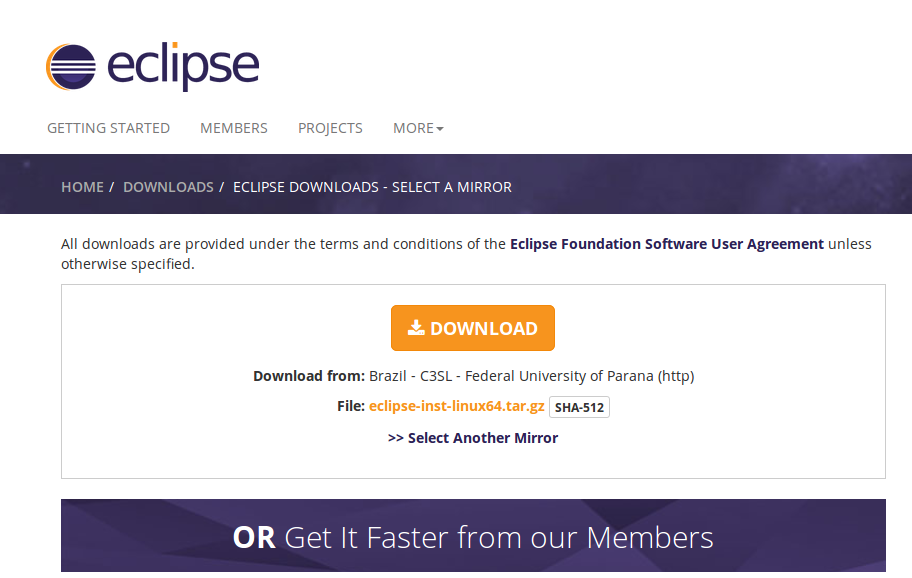 eclipse
GETTING STARTED MEMBERS PROJECTS MORE
HOME / DOWNLOADS / ECLIPSE DOWNLOADS - SELECT A MIRROR
All downloads are provided under the terms and conditions of the Eclipse Foundation Software User Agreement unless
otherwise specified.
DOWNLOAD
Download from: Brazil - C3SL - Federal University of Parana (http)
File: eclipse-inst-linux64.tar.gz SHA-512
>> Select Another Mirror
OR Get It Faster from our Members